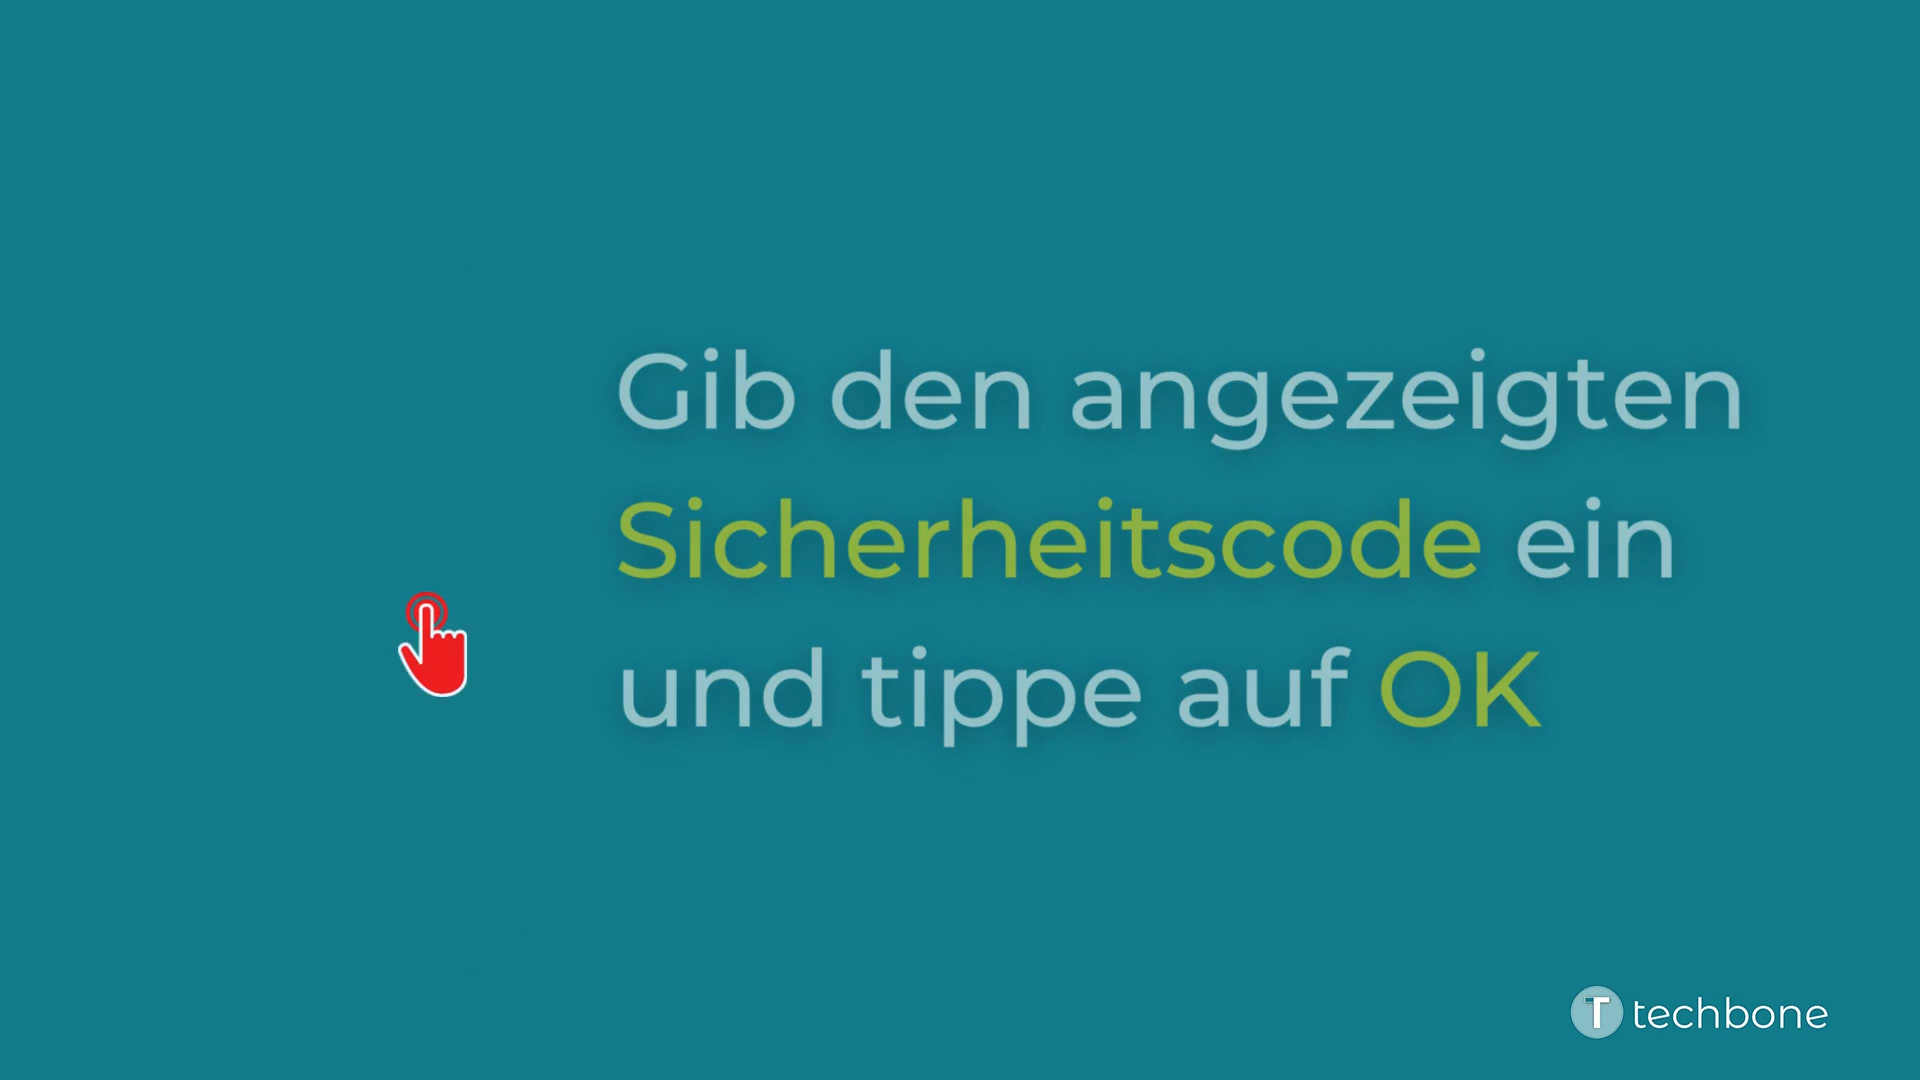 Gib den angezeigten
Sicherheitscode ein
und tippe auf OK
T techbone